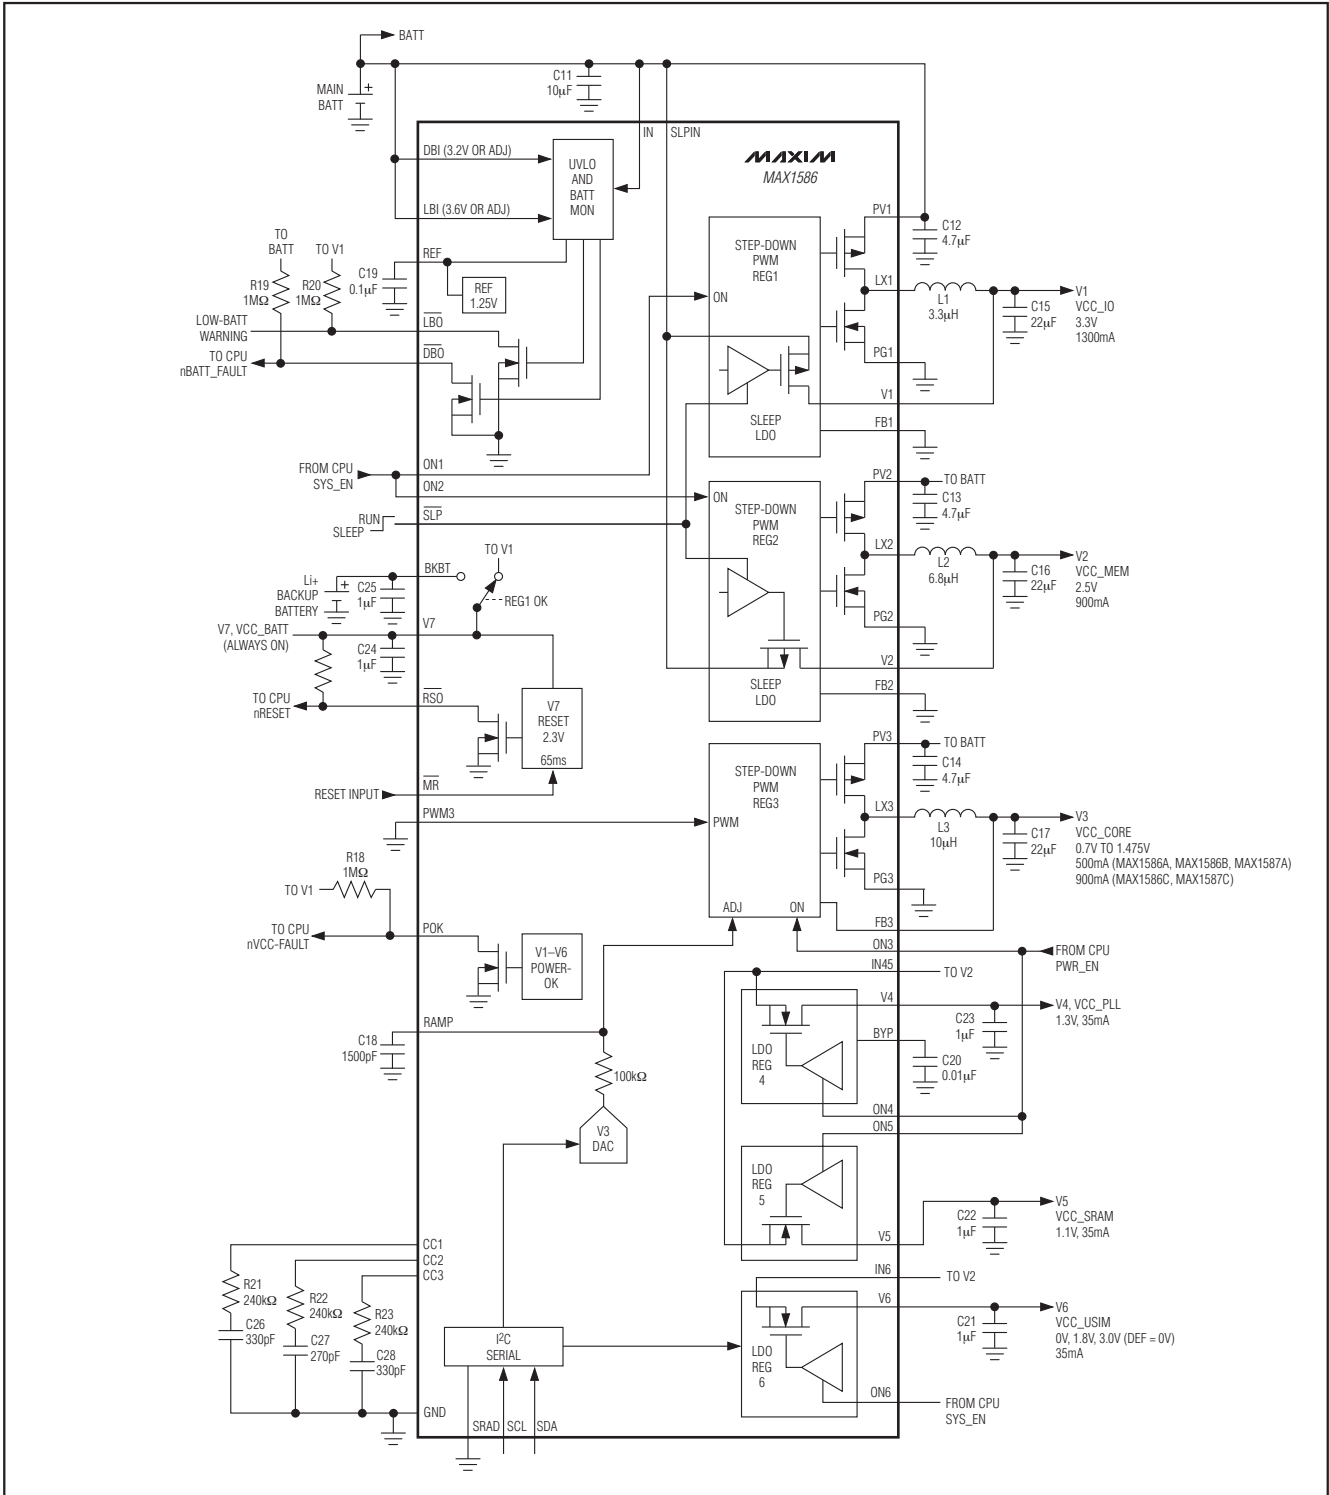 BATT
C11
10µF
MAIN
BATT
IN
SLPIN
DBI (3.2V OR ADJ)
UVLO
AND
BATT
MON
MAXIM
MAX1586
LBI (3.6V OR ADJ)
PV1
C12
4.7µF
STEP-DOWN
PWM
REG1
TO
BATT
TO V1
REF
C19
0.1µF
R19
1MΩ
R20
1MΩ
REF
1.25V
ON
LX1
L1
3.3µH
C15
22µF
V1
VCC_IO
3.3V
1300mA
LOW-BATT
WARNING
LBO
TO CPU
nBATT_FAULT
DBO
PG1
V1
SLEEP
LDO
FB1
FROM CPU
SYS_EN
ON1
ON2
PV2
TO BATT
C13
4.7µF
ON
STEP-DOWN
PWM
REG2
RUN
SLEEP
SLP
LX2
L2
6.8µH
C16
22µF
V2
VCC_MEM
2.5V
900mA
TO V1
BKBT
Li+
BACKUP
BATTERY
C25
1µF
REG1 OK
PG2
V7, VCC_BATT
(ALWAYS ON)
V7
C24
1µF
V2
SLEEP
LDO
FB2
TO CPU
nRESET
RSO
V7
RESET
2.3V
65ms
PV3
TO BATT
C14
4.7µF
STEP-DOWN
PWM
REG3
RESET INPUT
MR
PWM3
PWM
LX3
L3
10µH
C17
22µF
V3
VCC_CORE
0.7V TO 1.475V
500mA (MAX1586A, MAX1586B, MAX1587A)
900mA (MAX1586C, MAX1587C)
R18
1MΩ
TO V1
PG3
ADJ
ON
FB3
TO CPU
nVCC-FAULT
POK
V1–V6
POWER-
OK
ON3
FROM CPU
PWR_EN
IN45
TO V2
V4
V4, VCC_PLL
1.3V, 35mA
C23
1µF
LDO
REG
4
BYP
C20
0.01µF
RAMP
C18
1500pF
100kΩ
V3
DAC
ON4
ON5
LDO
REG
5
V5
V5
VCC_SRAM
1.1V, 35mA
C22
1µF
CC1
CC2
CC3
R21
240kΩ
R22
240kΩ
R23
240kΩ
C26
330pF
C27
270pF
C28
330pF
IN6
TO V2
V6
V6
VCC_USIM
0V, 1.8V, 3.0V (DEF = 0V)
35mA
C21
1µF
I²C
SERIAL
LDO
REG
6
ON6
FROM CPU
SYS_EN
GND
SRAD
SCL
SDA